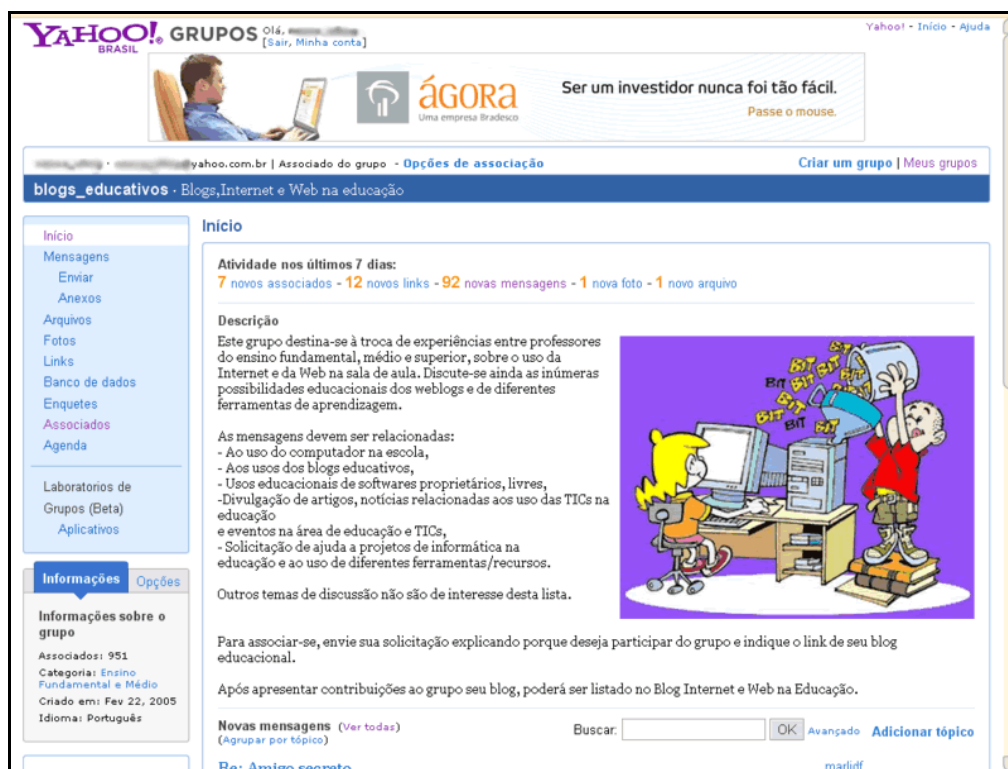 YAHOO! GRUPOS Olá,
BRASIL [Sair, Minha conta]
Yahoo! - Início - Ajuda
ÁGORA
Uma empresa Bradesco
Ser um investidor nunca foi tão fácil.
Passe o mouse.
@yahoo.com.br | Associado do grupo - Opções de associação
Criar um grupo | Meus grupos
blogs_educativos · Blogs,Internet e Web na educação
Início
Mensagens
Enviar
Anexos
Arquivos
Fotos
Links
Banco de dados
Enquetes
Associados
Agenda
Laboratorios de
Grupos (Beta)
Aplicativos
Informações Opções
Informações sobre o
grupo
Associados: 951
Categoria: Ensino
Fundamental e Médio
Criado em: Fev 22, 2005
Idioma: Português
Início
Atividade nos últimos 7 dias:
7 novos associados - 12 novos links - 92 novas mensagens - 1 nova foto - 1 novo arquivo
Descrição
Este grupo destina-se à troca de experiências entre professores
do ensino fundamental, médio e superior, sobre o uso da
Internet e da Web na sala de aula. Discute-se ainda as inúmeras
possibilidades educacionais dos weblogs e de diferentes
ferramentas de aprendizagem.
As mensagens devem ser relacionadas:
- Ao uso do computador na escola,
- Aos usos dos blogs educativos,
- Usos educacionais de softwares proprietários, livres,
-Divulgação de artigos, notícias relacionadas aos uso das TICs na
educação
e eventos na área de educação e TICs,
- Solicitação de ajuda a projetos de informática na
educação e ao uso de diferentes ferramentas/recursos.
Outros temas de discussão não são de interesse desta lista.
BIT BIT BIT
BIT BIT BIT
BIT BIT
BIT BIT
Para associar-se, envie sua solicitação explicando porque deseja participar do grupo e indique o link de seu blog
educacional.
Após apresentar contribuições ao grupo seu blog, poderá ser listado no Blog Internet e Web na Educação.
Novas mensagens (Ver todas)
(Agrupar por tópico)
Buscar: OK Avançado Adicionar tópico
Re: Amigo secreto
marlidf